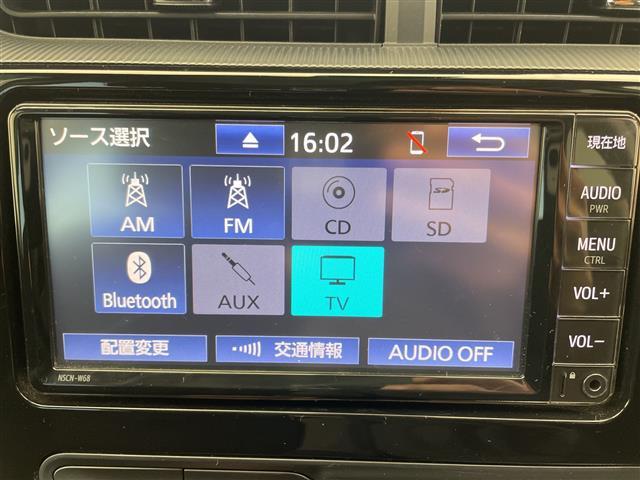 ソース選択
16:02
現在地
AM
FM
CD
SD
AUDIO
PWR
MENU
CTRL
Bluetooth
AUX
TV
VOL+
配置変更
交通情報
AUDIO OFF
VOL-
NSCN-W68